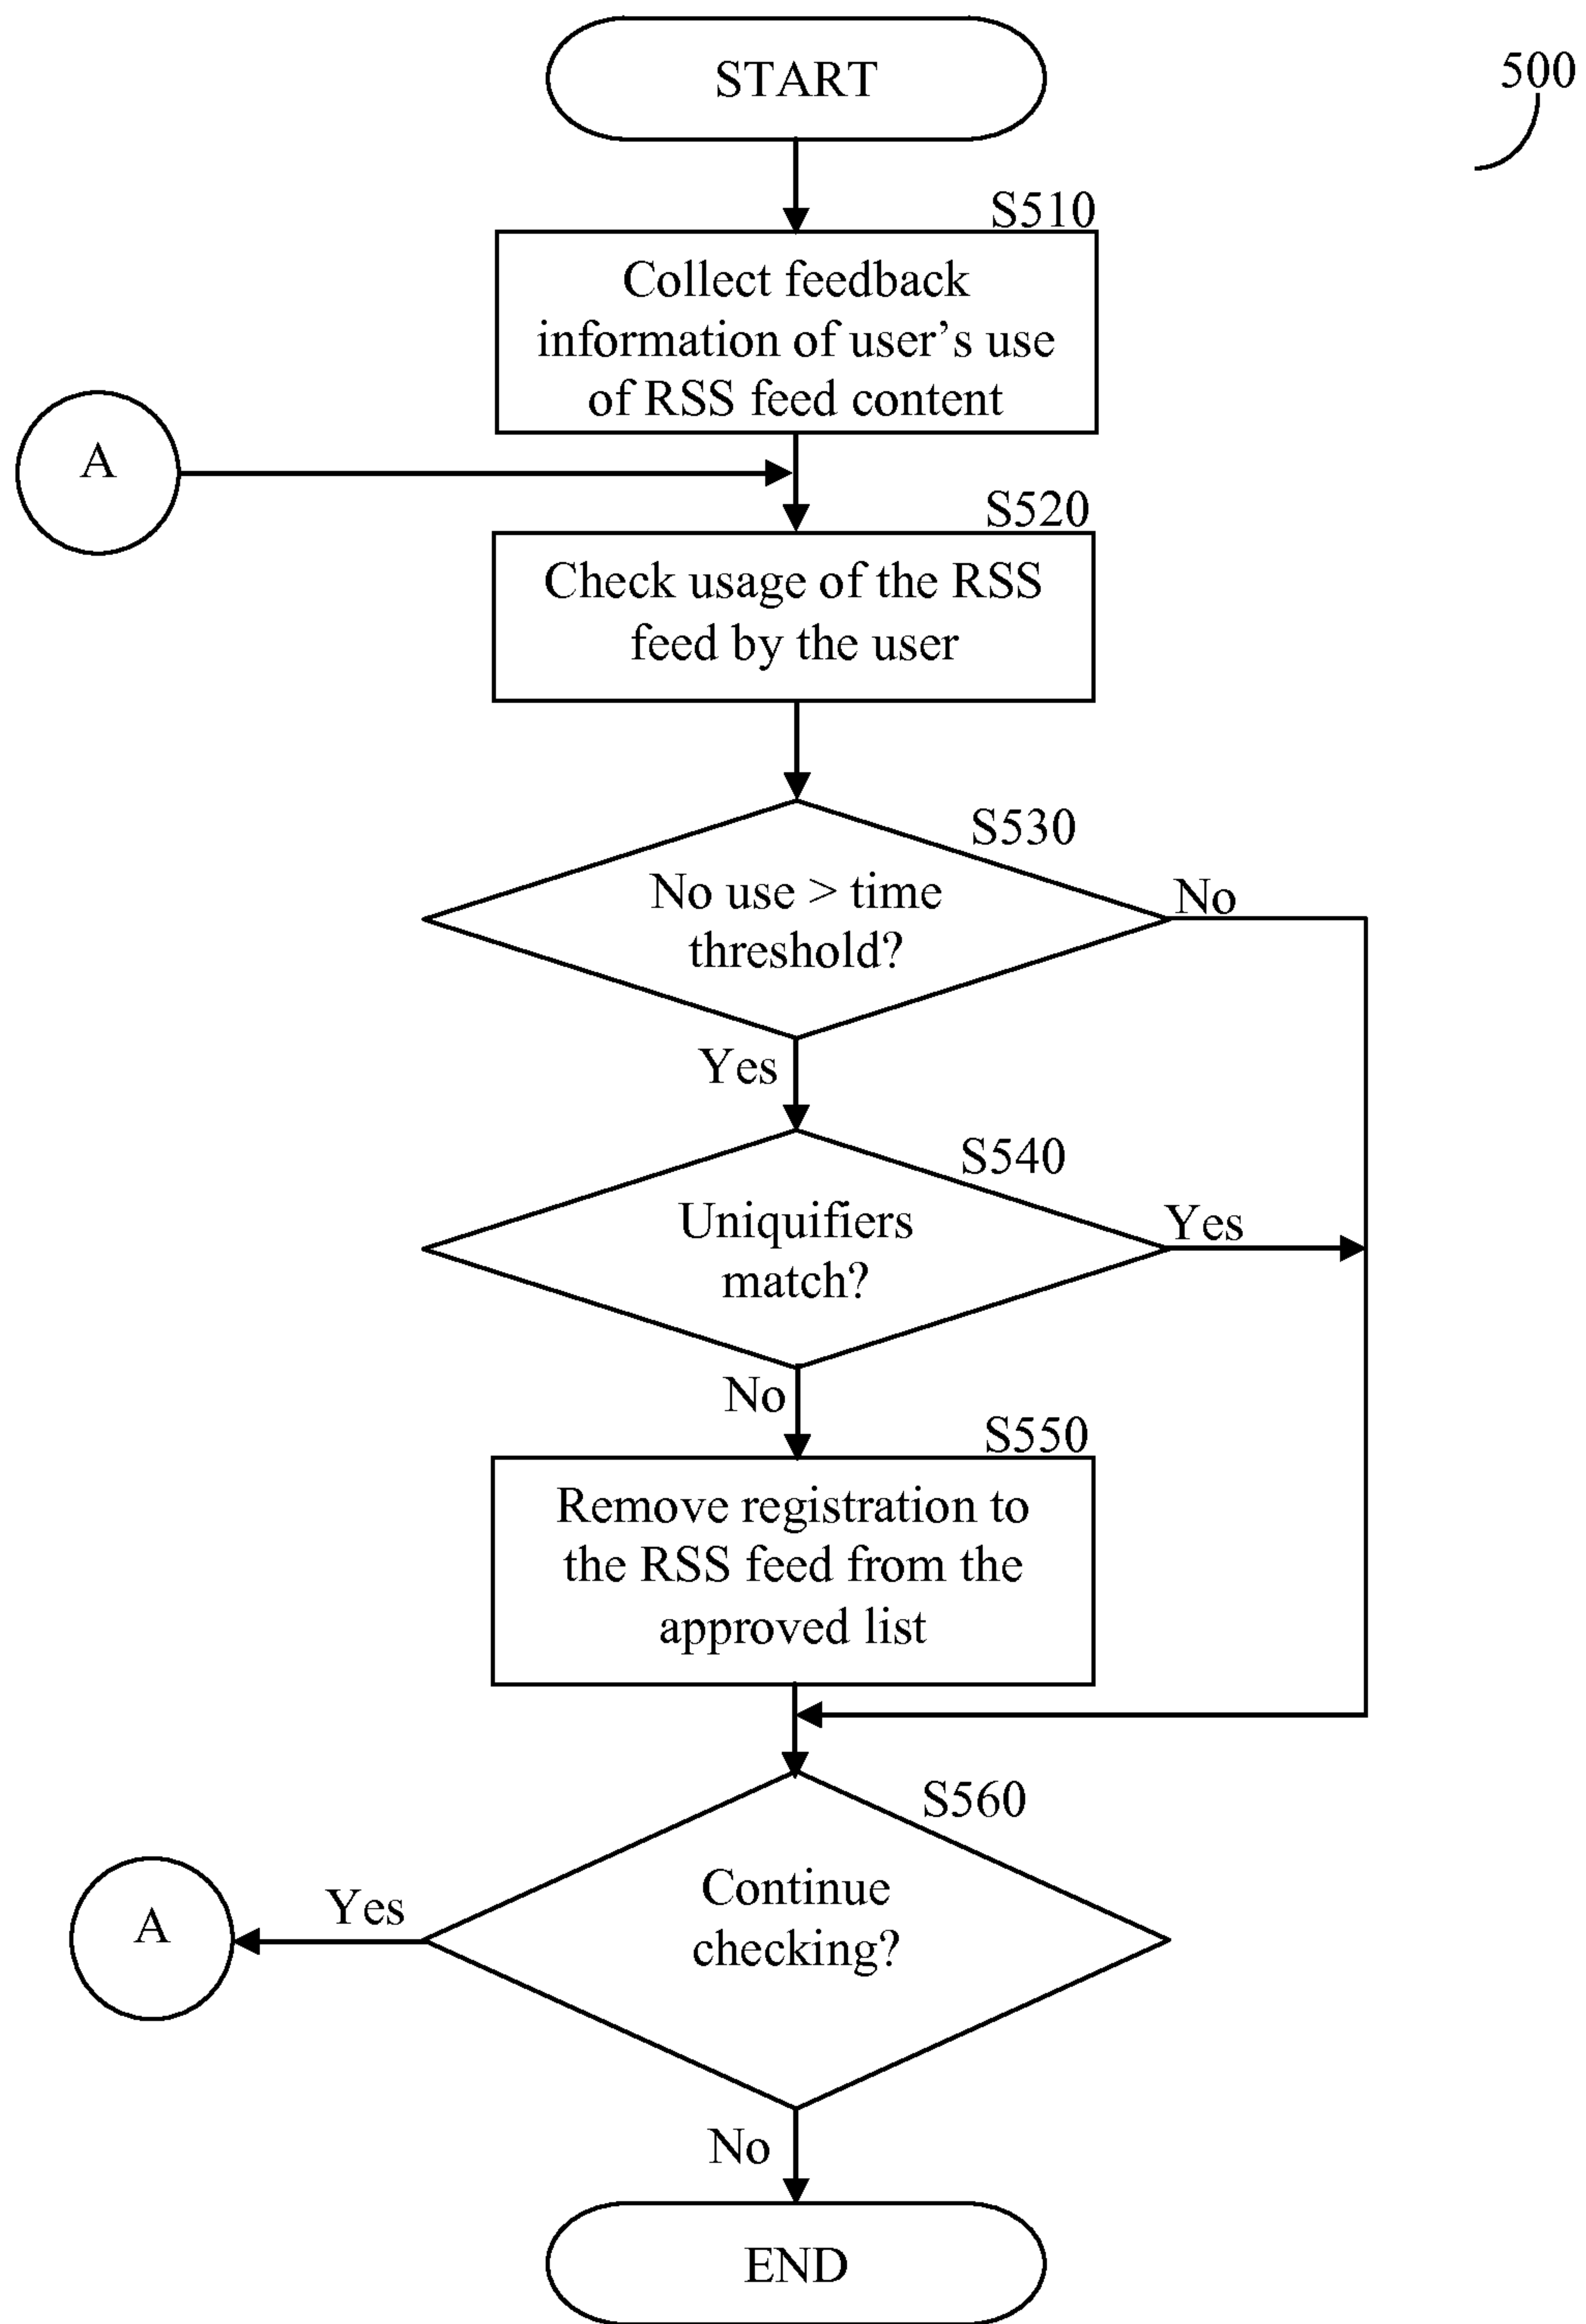 START
500
S510
Collect feedback
information of user’s use
of RSS feed content
A
S520
Check usage of the RSS
feed by the user
S530
No use > time
threshold?
No
Yes
S540
Uniquifiers
match?
Yes
No
S550
Remove registration to
the RSS feed from the
approved list
S560
Continue
checking?
Yes
A
No
END